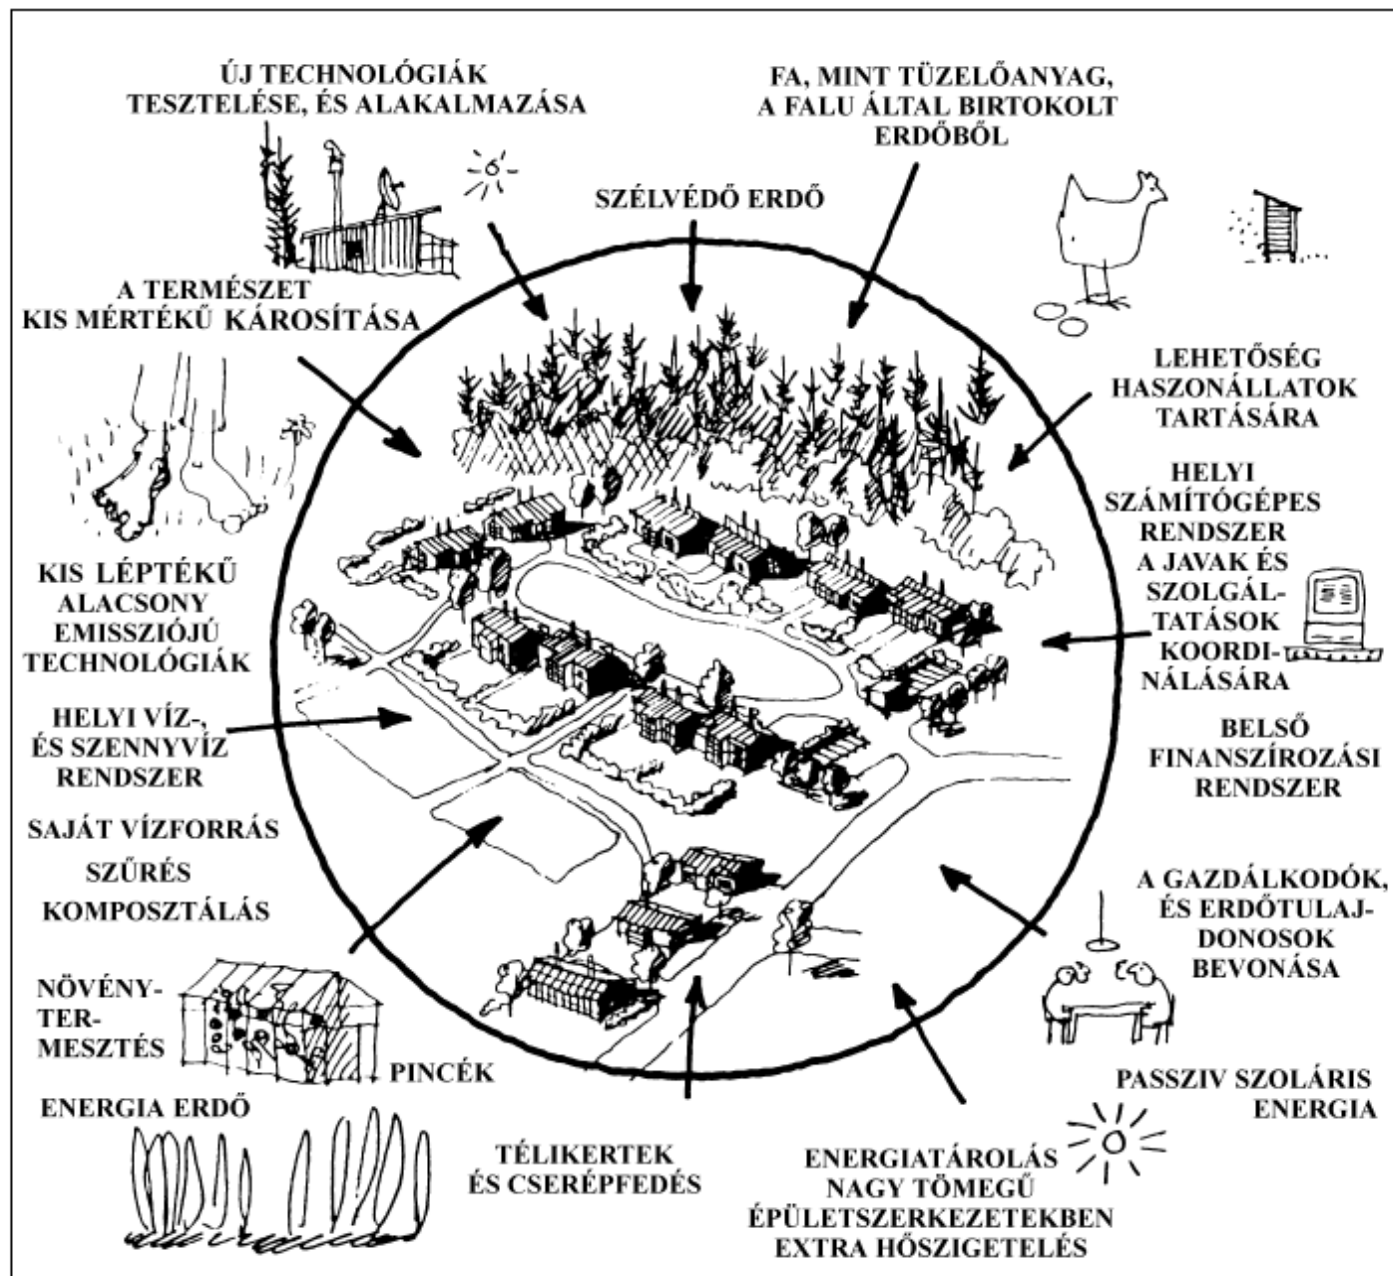 ÚJ TECHNOLÓGIÁK
TESZTELÉSE, ÉS ALAKALMAZÁSA
FA, MINT TÜZELŐANYAG,
A FALU ÁLTAL BIRTOKOLT
ERDŐBŐL
SZÉLVÉDŐ ERDŐ
A TERMÉSZET
KIS MÉRTÉKŰ KÁROSÍTÁSA
LEHETŐSÉG
HASZONÁLLATOK
TARTÁSÁRA
HELYI
SZÁMÍTÓGÉPES
RENDSZER
A JAVAK ÉS
SZOLGÁL-
TATÁSOK
KOORDI-
NÁLÁSÁRA
KIS LÉPTÉKŰ
ALACSONY
EMISSZIÓJÚ
TECHNOLÓGIÁK
HELYI VÍZ-,
ÉS SZENNYVÍZ
RENDSZER
BELSŐ
FINANSZÍROZÁSI
RENDSZER
SAJÁT VÍZFORRÁS
SZŰRÉS
KOMPOSZTÁLÁS
A GAZDÁLKODÓK,
ÉS ERDŐTULAJ-
DONOSOK
BEVONÁSA
NÖVÉNY-
TER-
MESZTÉS
PINCÉK
ENERGIA ERDŐ
PASSZIV SZOLÁRIS
ENERGIA
TÉLIKERTEK
ÉS CSERÉPFEDÉS
ENERGIATÁROLÁS
NAGY TÖMEGŰ
ÉPÜLETSZERKEZETEKBEN
EXTRA HŐSZIGETELÉS